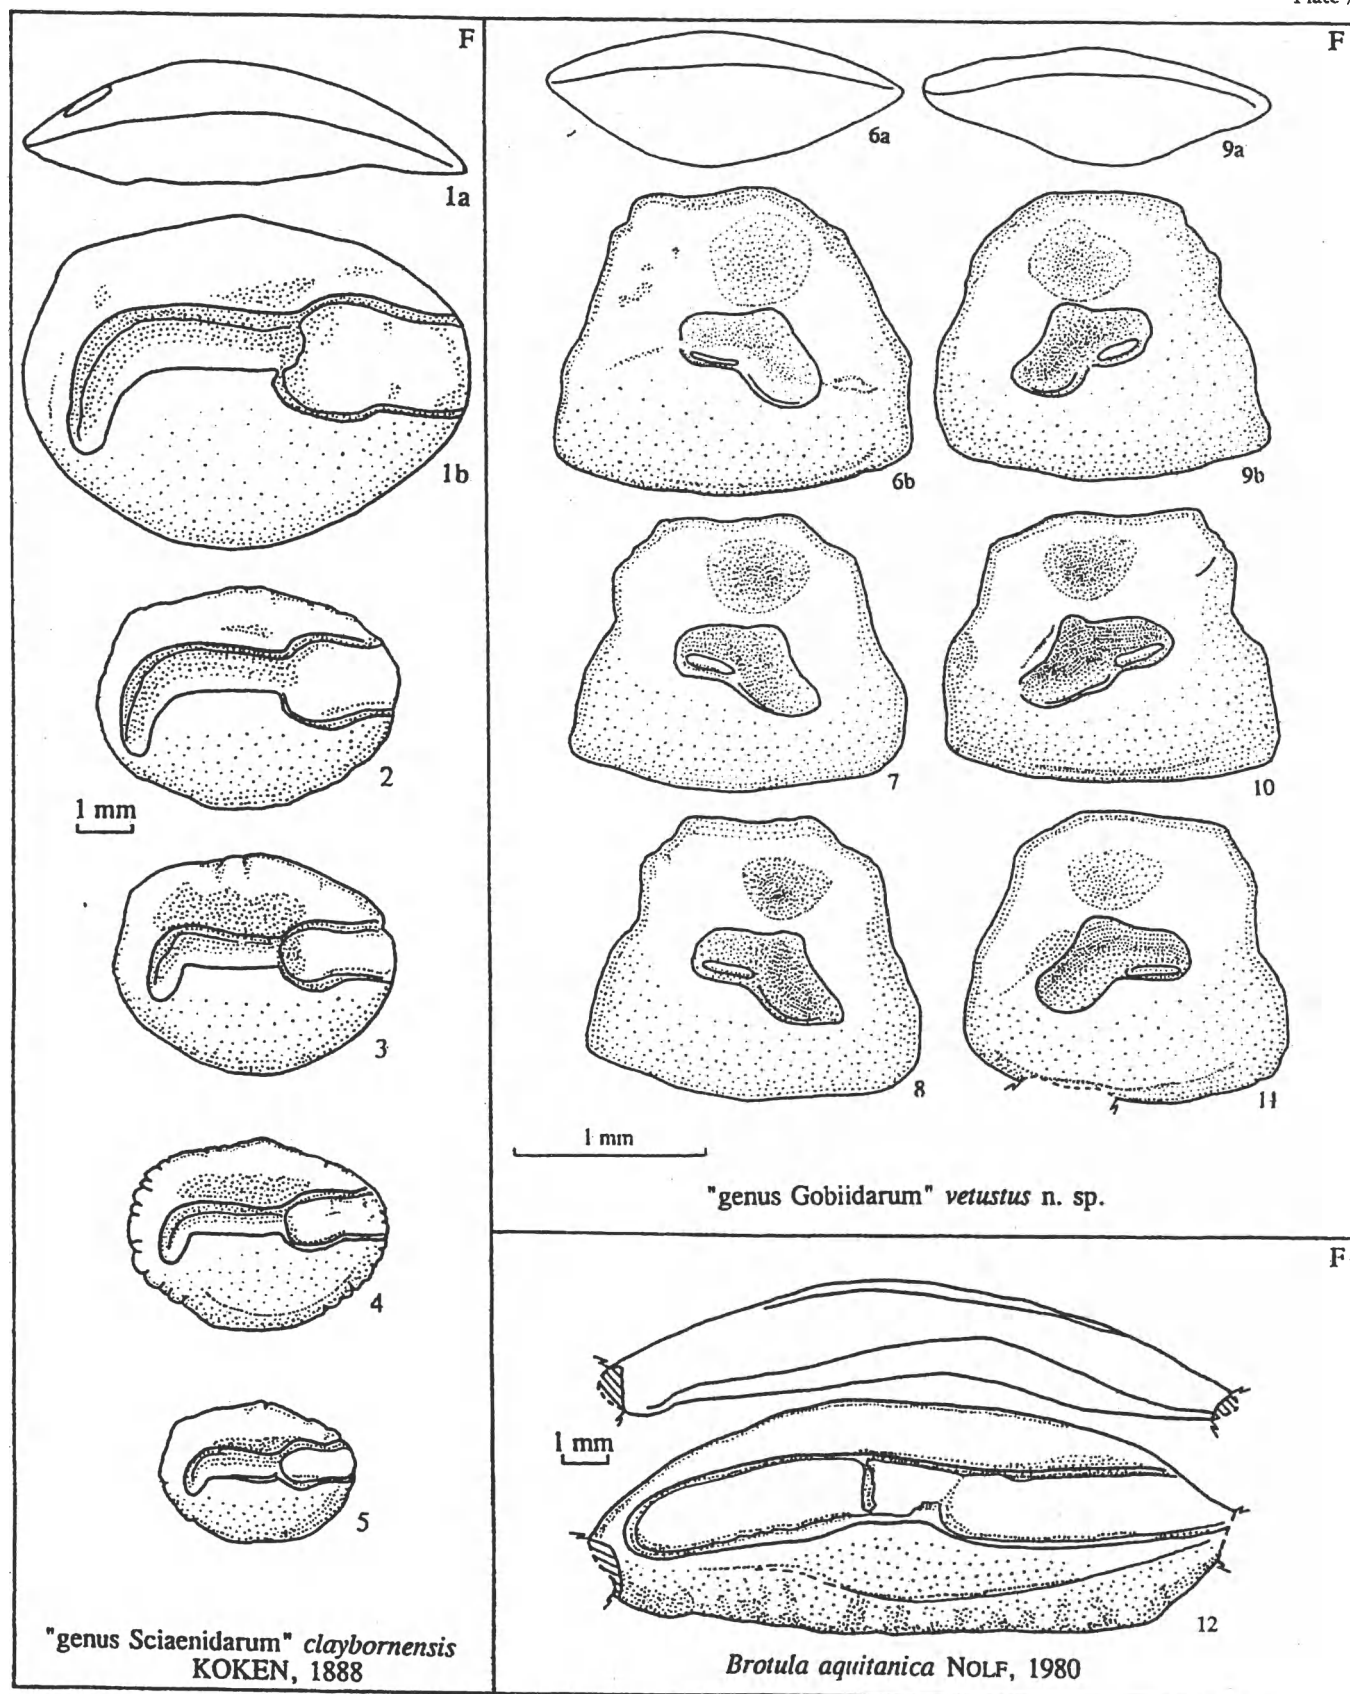 Plate
F
1a
1b
2
1 mm
3
4
5
"genus Sciaenidarum" claybornensis
KOKEN, 1888
F
6a
9a
6b
9b
7
10
8
11
1 mm
"genus Gobiidarum" vetustus n. sp.
F
1 mm
12
Brotula aquitanica NOLF, 1980